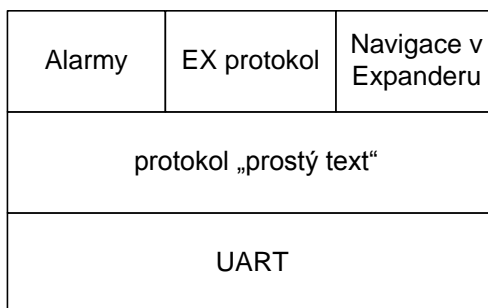 Alarmy
EX protokol
Navigace v
Expanderu
protokol „prostý text“
UART